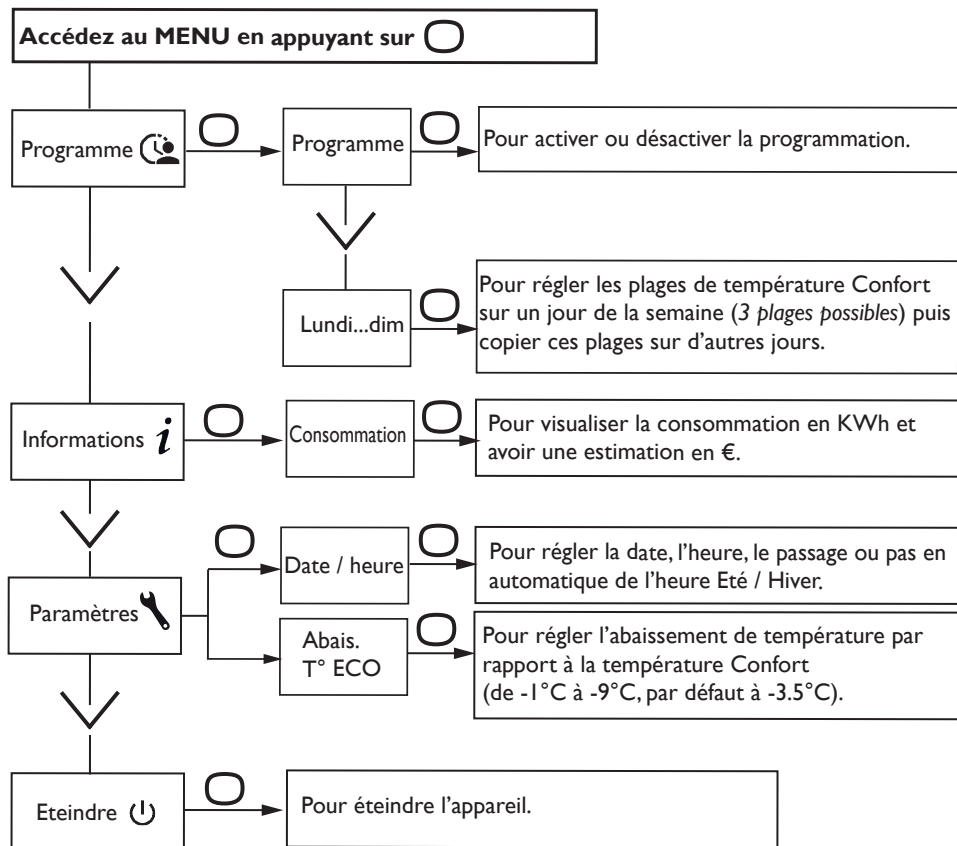 Accédez au MENU en appuyant sur
Programme
Programme
Pour activer ou désactiver la programmation.
Lundi...dim
Pour régler les plages de température Confort
sur un jour de la semaine (3 plages possibles) puis
copier ces plages sur d'autres jours.
Informations i
Consommation
Pour visualiser la consommation en KWh et
avoir une estimation en €.
Paramètres
Date / heure
Pour régler la date, l'heure, le passage ou pas en
automatique de l'heure Eté / Hiver.
Abais.
T° ECO
Pour régler l'abaissement de température par
rapport à la température Confort
(de -1°C à -9°C, par défaut à -3.5°C).
Eteindre
Pour éteindre l'appareil.